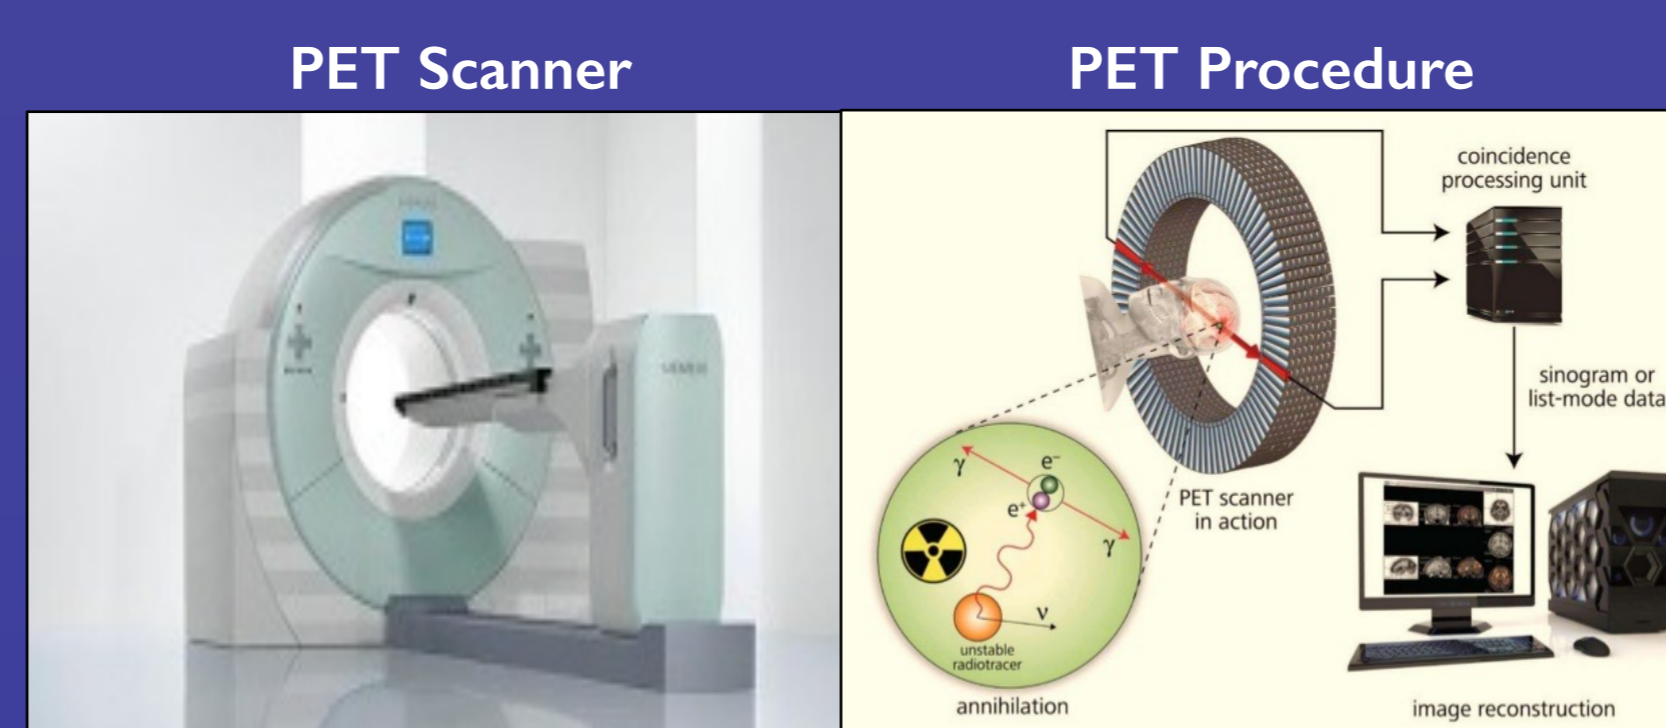 PET Scanner
PET Procedure
SIEMENS
coincidence
processing unit
sinogram or
list-mode data
PET scanner
in action
γ
e⁻
e⁺
γ
ν
unstable
radiotracer
annihilation
image reconstruction